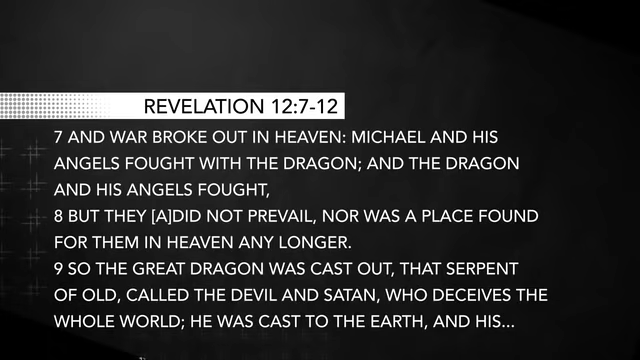 REVELATION 12:7-12
7 AND WAR BROKE OUT IN HEAVEN: MICHAEL AND HIS
ANGELS FOUGHT WITH THE DRAGON; AND THE DRAGON
AND HIS ANGELS FOUGHT,
8 BUT THEY [A]DID NOT PREVAIL, NOR WAS A PLACE FOUND
FOR THEM IN HEAVEN ANY LONGER.
9 SO THE GREAT DRAGON WAS CAST OUT, THAT SERPENT
OF OLD, CALLED THE DEVIL AND SATAN, WHO DECEIVES THE
WHOLE WORLD; HE WAS CAST TO THE EARTH, AND HIS...